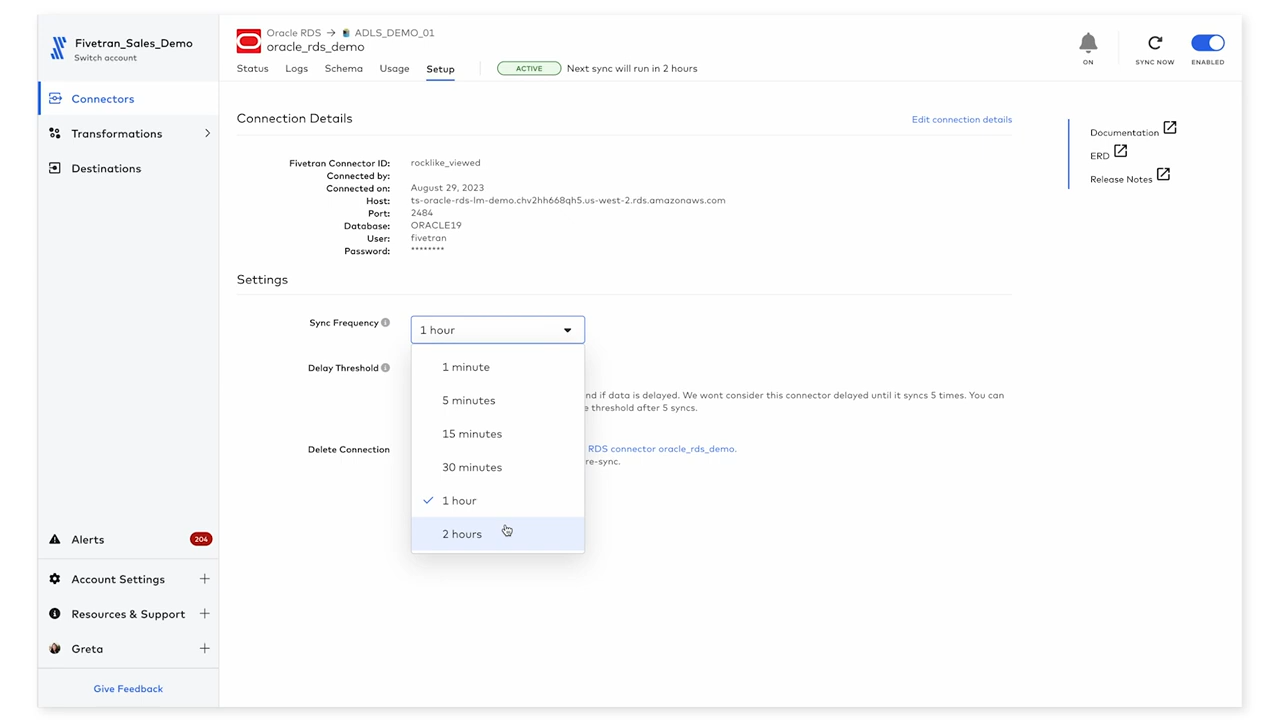 Fivetran_Sales_Demo
Switch account
Connectors
Transformations
Destinations
Alerts 204
Account Settings
Resources & Support
Greta
Give Feedback
Oracle RDS → ADLS_DEMO_01
oracle_rds_demo
Status Logs Schema Usage Setup ACTIVE Next sync will run in 2 hours
ON SYNC NOW ENABLED
Connection Details Edit connection details
Fivetran Connector ID: rocklike_viewed
Connected by:
Connected on: August 29, 2023
Host: ts-oracle-rds-lm-demo.chv2hh668qh5.us-west-2.rds.amazonaws.com
Port: 2484
Database: ORACLE19
User: fivetran
Password: ********
Settings
Sync Frequency 1 hour
1 minute
5 minutes
15 minutes
30 minutes
1 hour
2 hours
Delay Threshold
nd if data is delayed. We wont consider this connector delayed until it syncs 5 times. You can
e threshold after 5 syncs.
Delete Connection RDS connector oracle_rds_demo.
re-sync.
Documentation
ERD
Release Notes